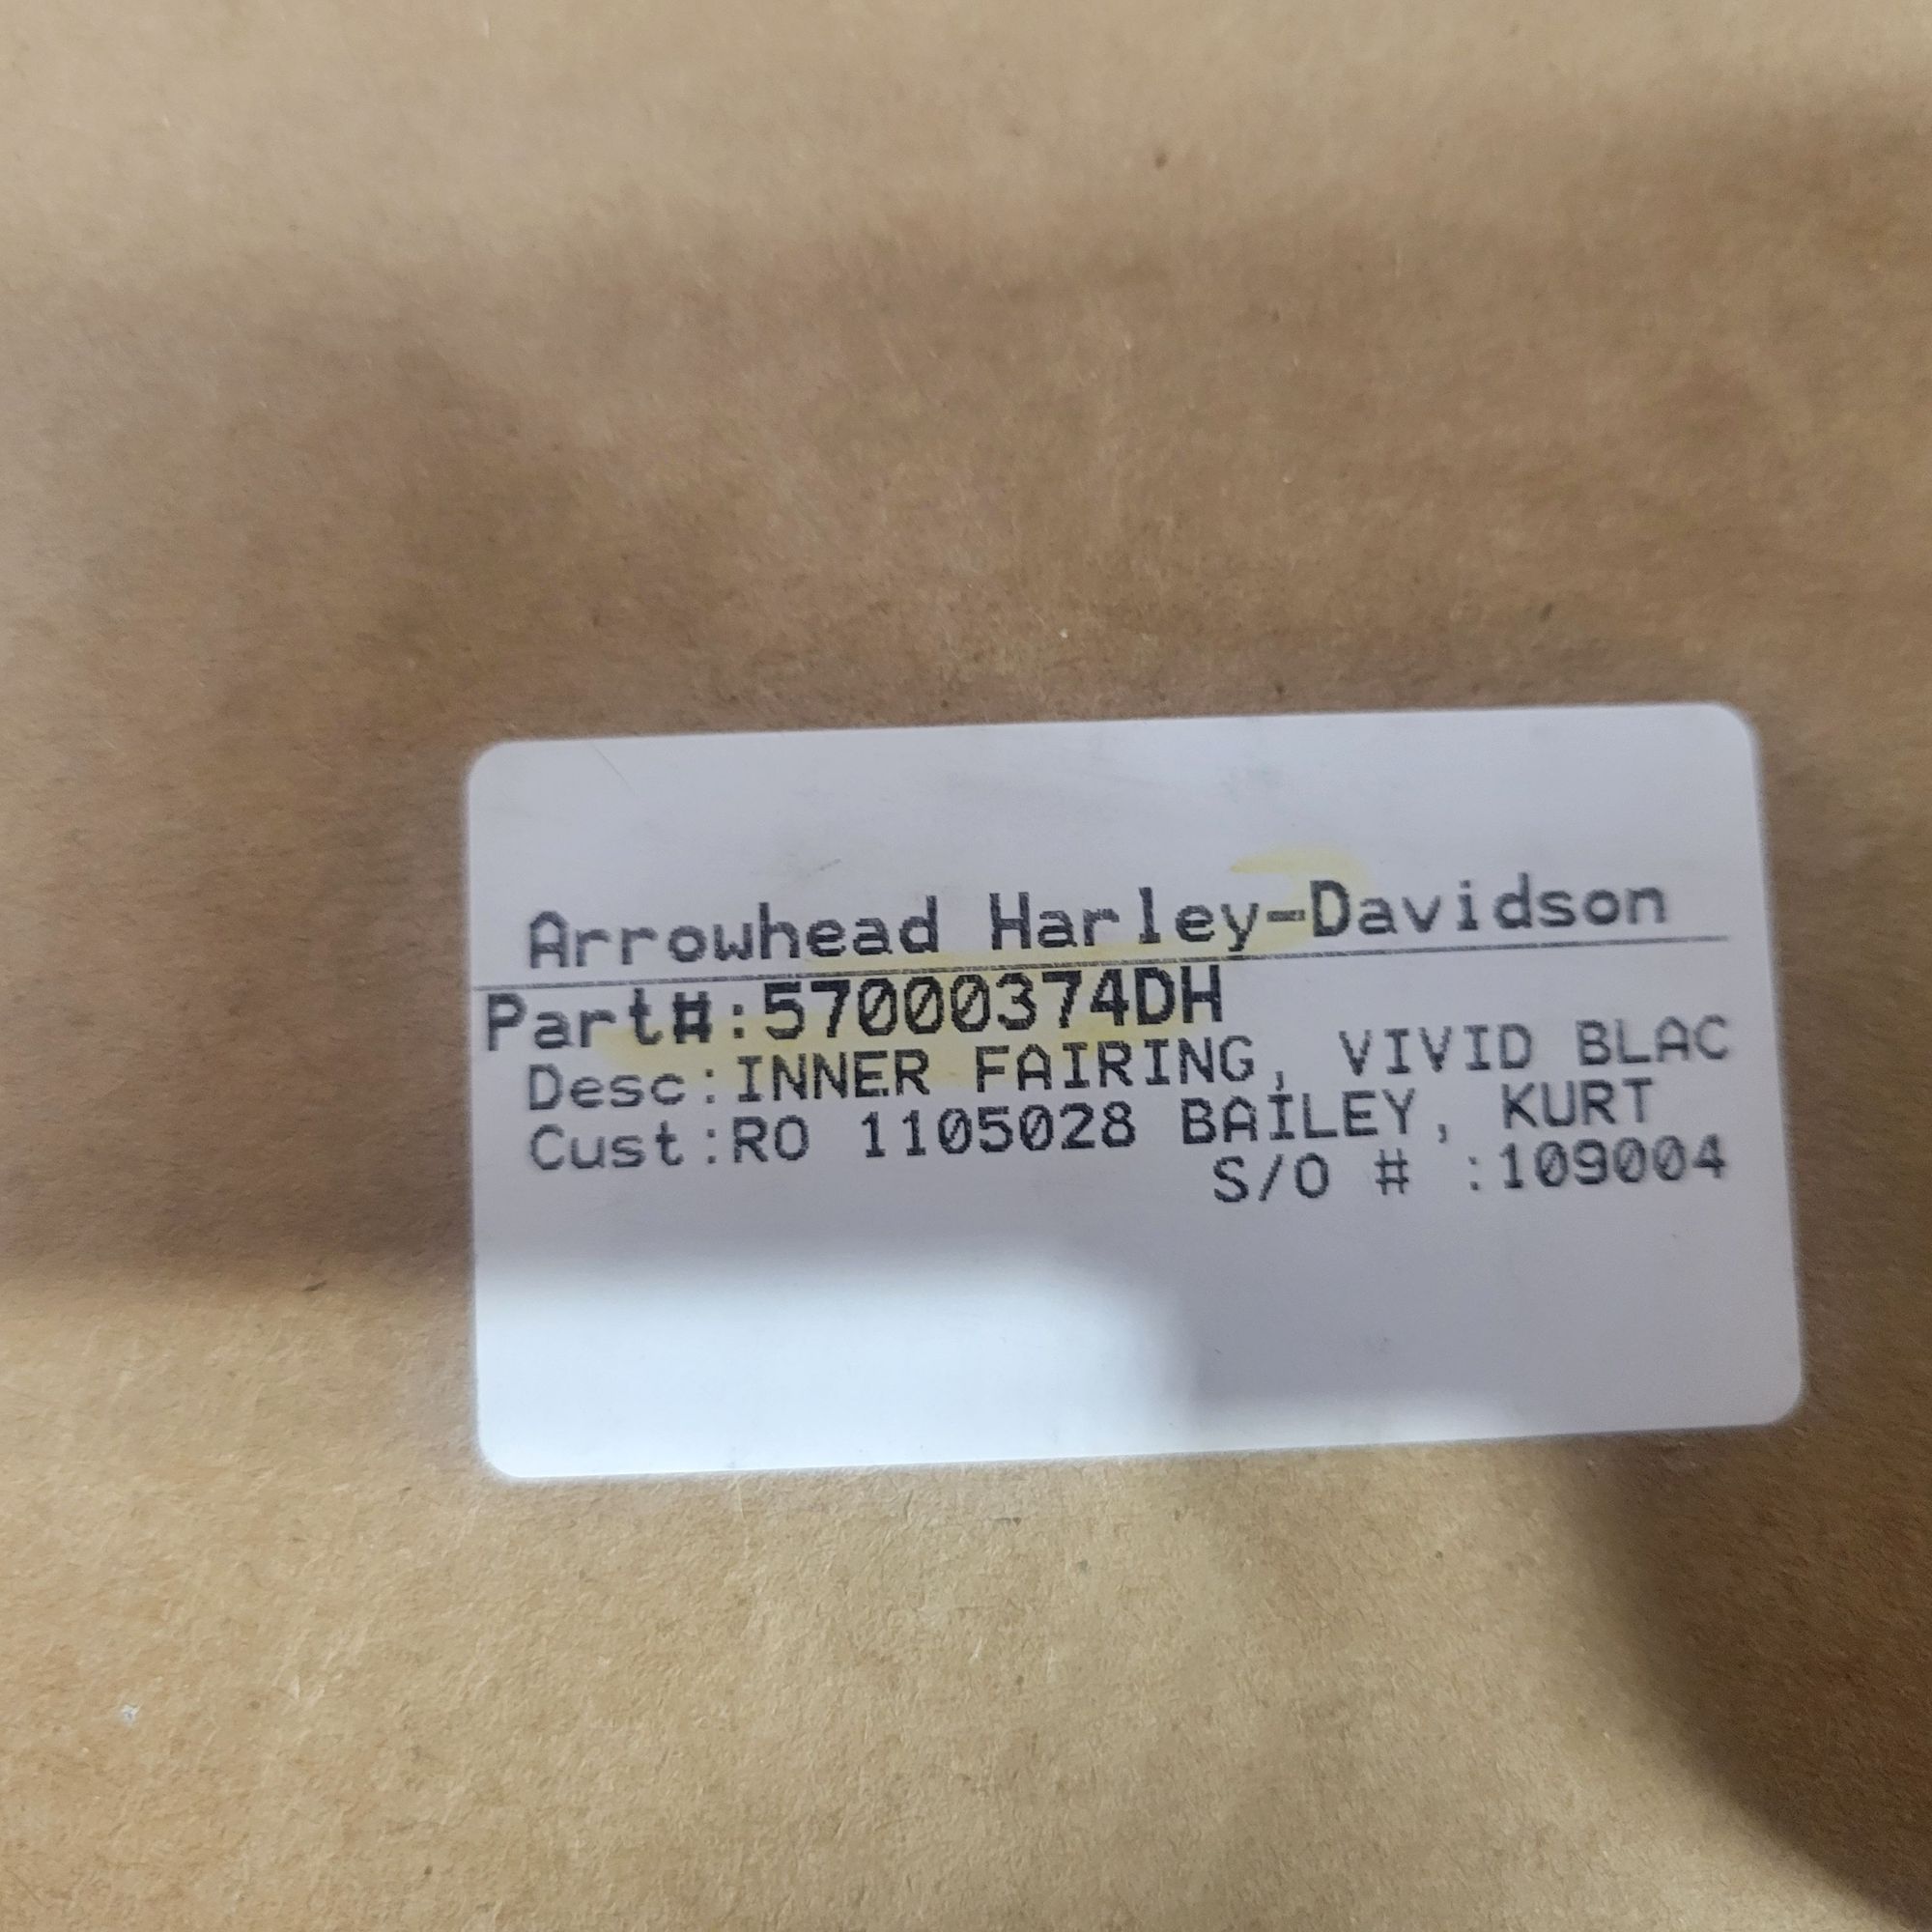 Arrowhead Harley-Davidson
Part#:57000374DH
Desc:INNER FAIRING, VIVID BLAC
Cust:RO 1105028 BAILEY, KURT
S/O # :109004